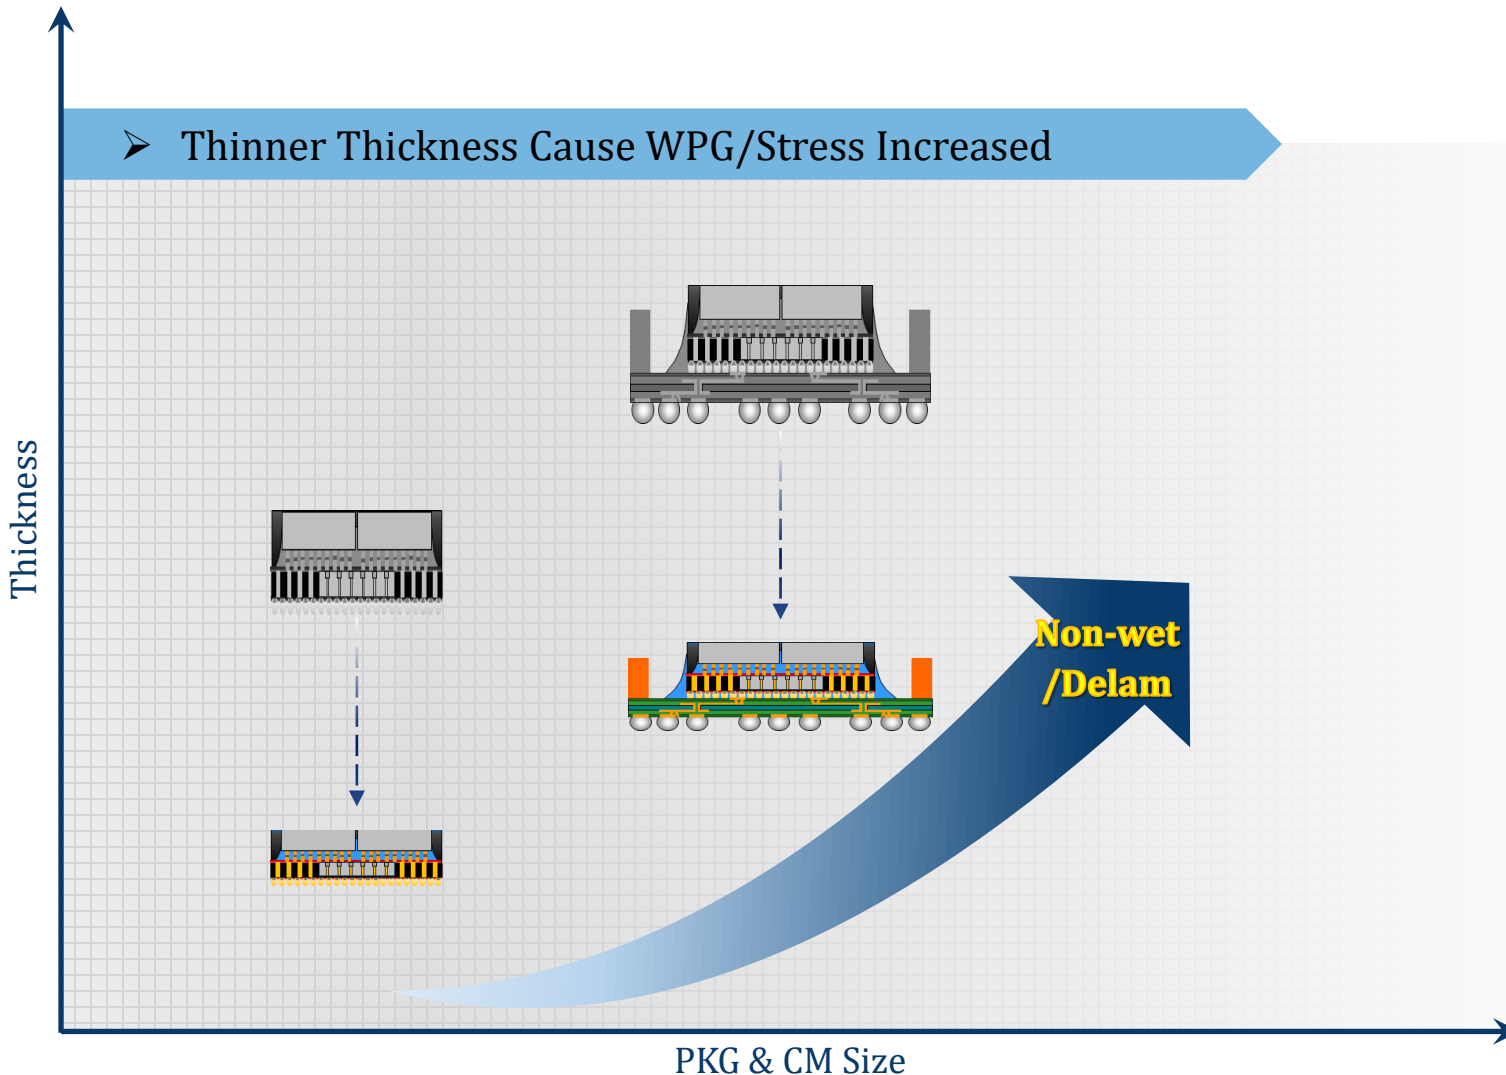 ➢ Thinner Thickness Cause WPG/Stress Increased
Thickness
Non-wet
/Delam
PKG & CM Size